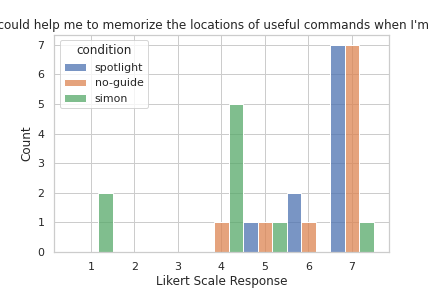 could help me to memorize the locations of useful commands when I'm
condition
spotlight
no-guide
simon
Count
7
6
5
4
3
2
1
0
1 2 3 4 5 6 7
Likert Scale Response